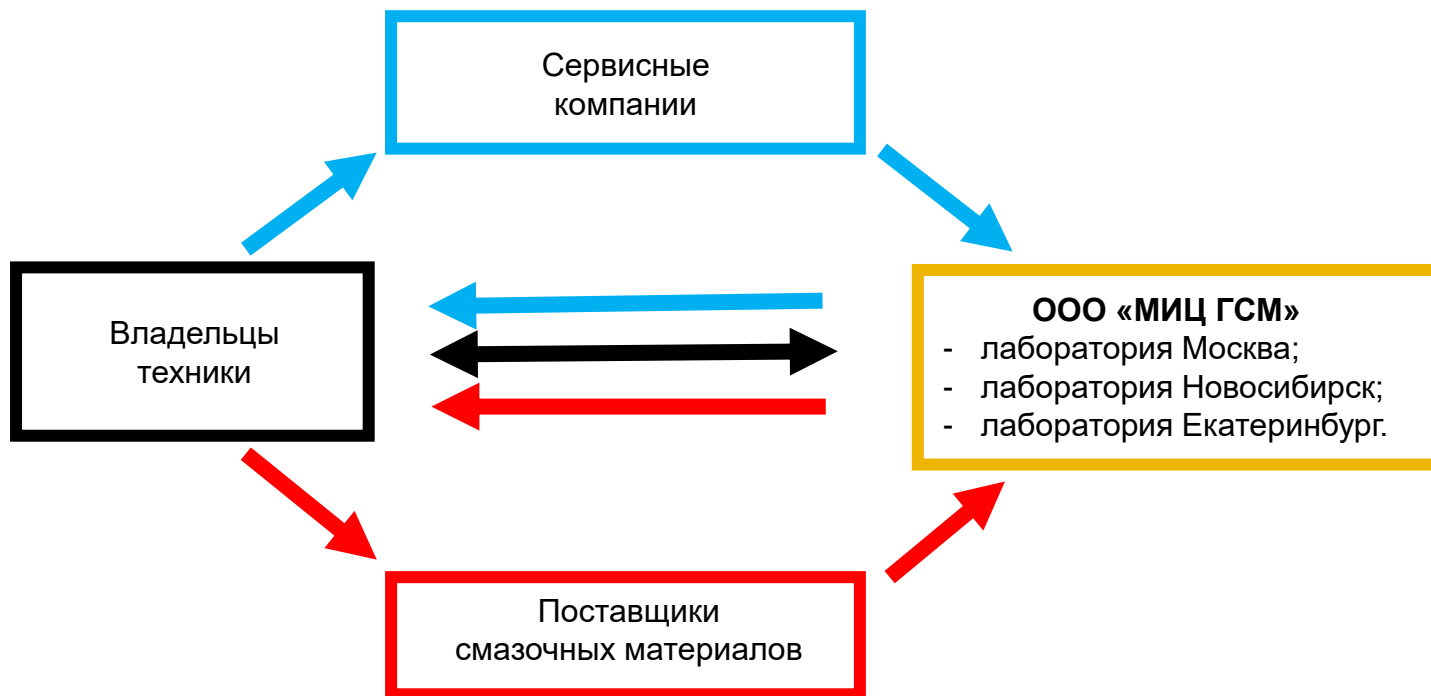 Сервисные
компании
Владельцы
техники
ООО «МИЦ ГСМ»
- лаборатория Москва;
- лаборатория Новосибирск;
- лаборатория Екатеринбург.
Поставщики
смазочных материалов